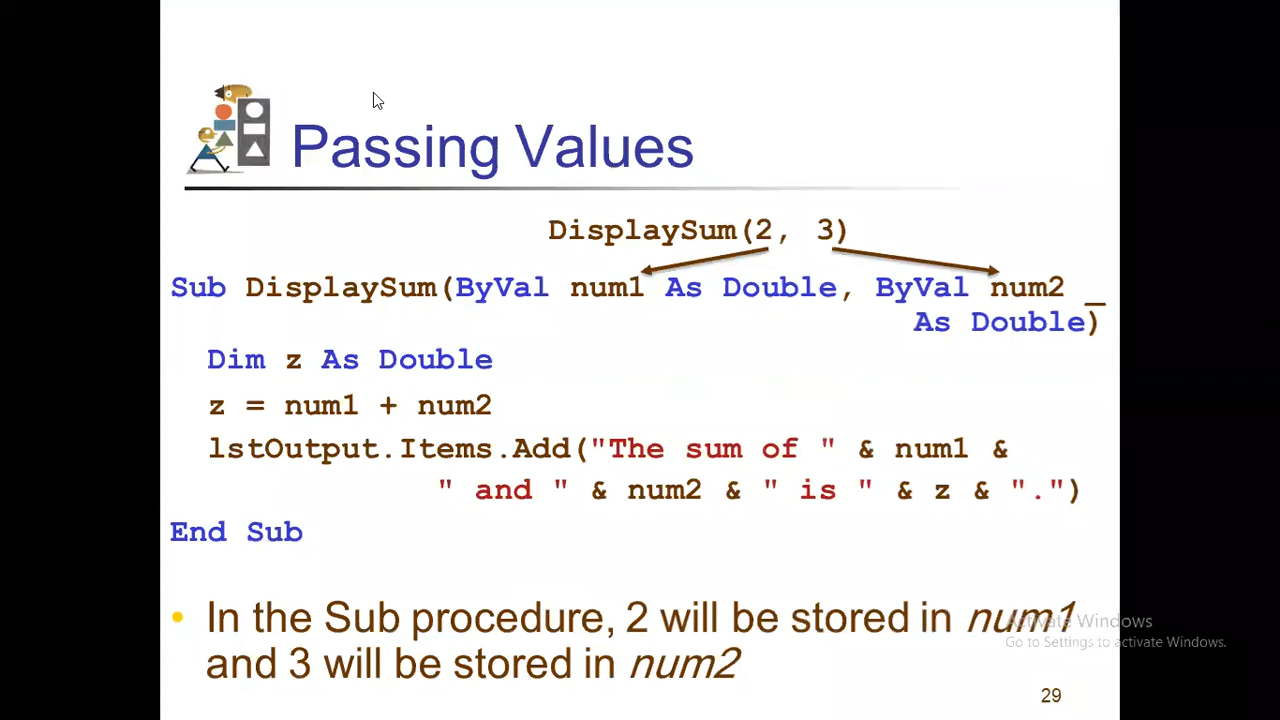 Passing Values
DisplaySum(2, 3)
Sub DisplaySum(ByVal num1 As Double, ByVal num2 _
As Double)
Dim z As Double
z = num1 + num2
lstOutput.Items.Add("The sum of " & num1 &
" and " & num2 & " is " & z & ".")
End Sub
• In the Sub procedure, 2 will be stored in num1
and 3 will be stored in num2
Activate Windows
Go to Settings to activate Windows.
29